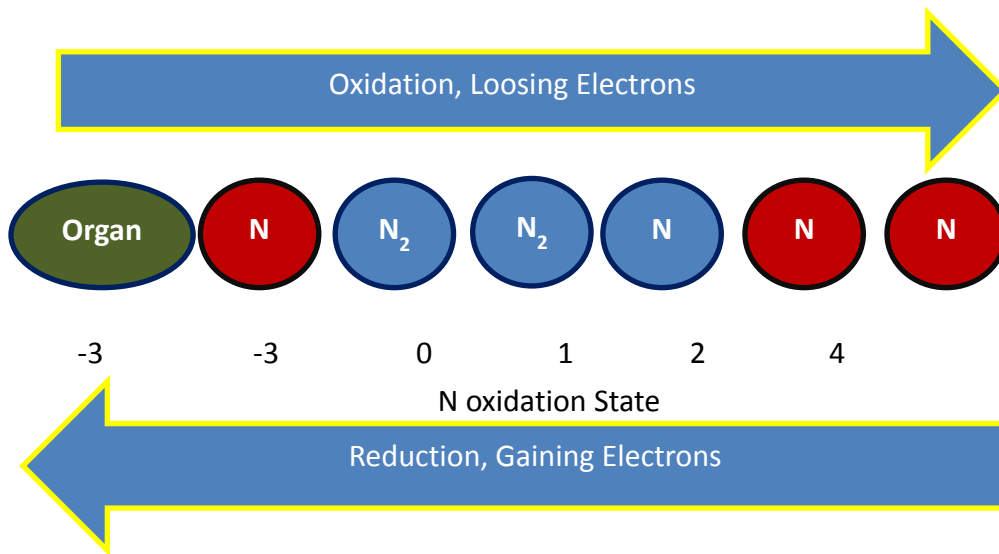 Oxidation, Loosing Electrons
Organ N N₂ N₂ N N N
-3 -3 0 1 2 4
N oxidation State
Reduction, Gaining Electrons